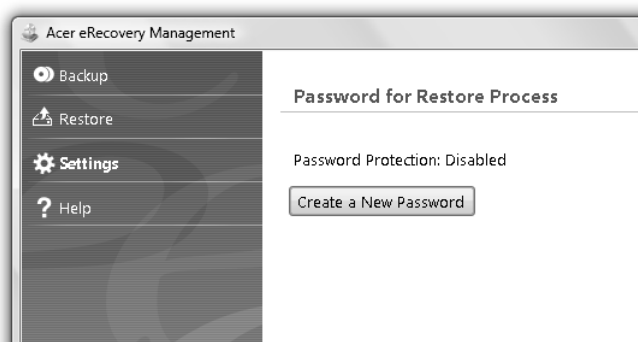 Acer eRecovery Management
Backup
Restore
Settings
? Help
Password for Restore Process
Password Protection: Disabled
Create a New Password